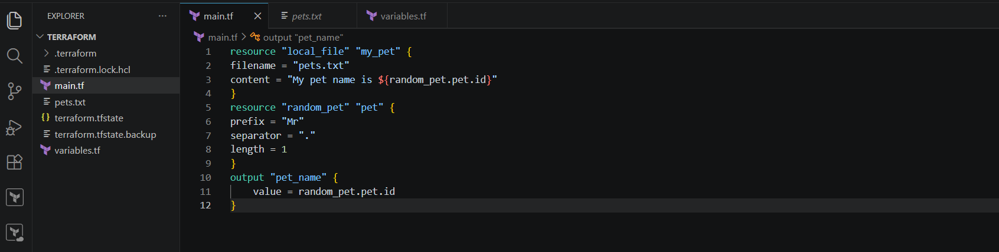 EXPLORER ...
TERRAFORM
.terraform
.terraform.lock.hcl
main.tf
pets.txt
{} terraform.tfstate
terraform.tfstate.backup
variables.tf
main.tf pets.txt variables.tf
main.tf > output "pet_name"
1 resource "local_file" "my_pet" {
2 filename = "pets.txt"
3 content = "My pet name is ${random_pet.pet.id}"
4 }
5 resource "random_pet" "pet" {
6 prefix = "Mr"
7 separator = "."
8 length = 1
9 }
10 output "pet_name" {
11     value = random_pet.pet.id
12 }